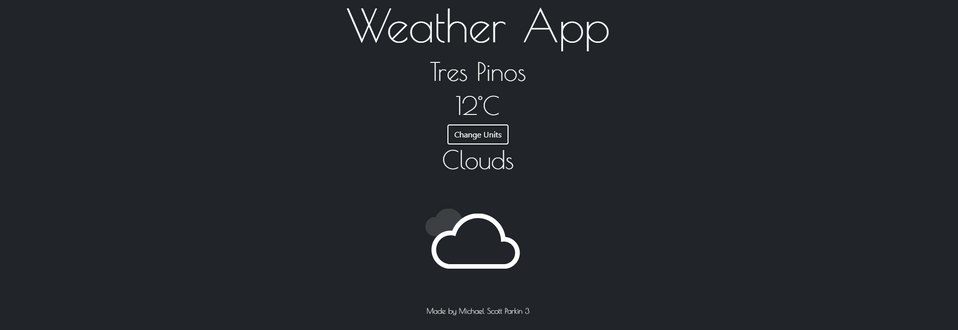 Weather App
Tres Pinos
12°C
Change Units
Clouds
Made by Michael Scott Parkin 3